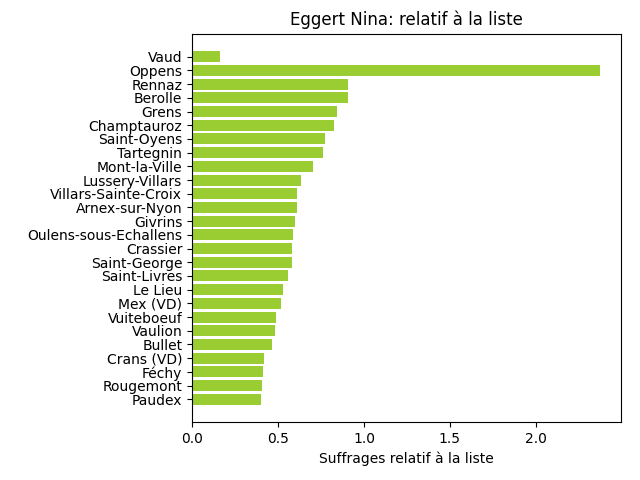 Eggert Nina: relatif à la liste
Vaud
Oppens
Rennaz
Berolle
Grens
Champtauroz
Saint-Oyens
Tartegnin
Mont-la-Ville
Lussery-Villars
Villars-Sainte-Croix
Arnex-sur-Nyon
Givrins
Oulens-sous-Echallens
Crassier
Saint-George
Saint-Livres
Le Lieu
Mex (VD)
Vuiteboeuf
Vaulion
Bullet
Crans (VD)
Féchy
Rougemont
Paudex
0.0 0.5 1.0 1.5 2.0
Suffrages relatif à la liste